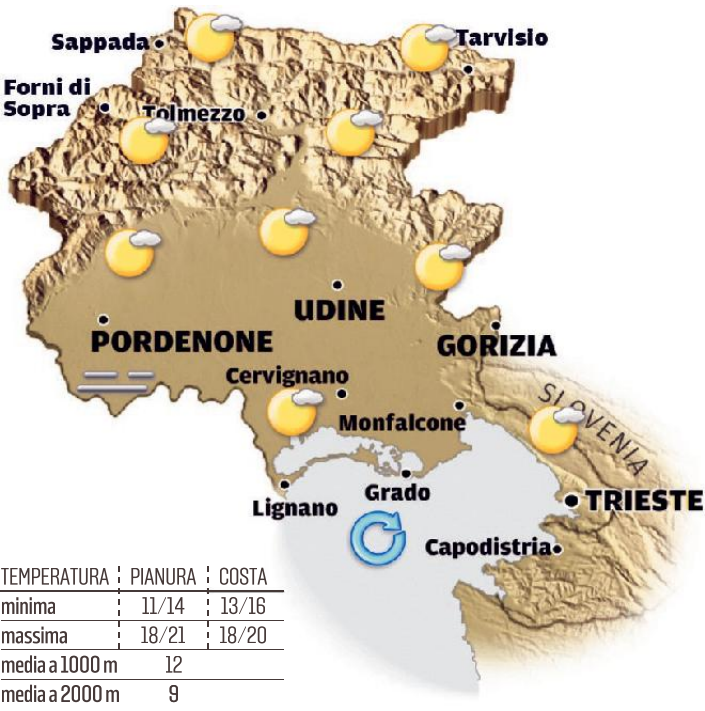 Sappada
Tarvisio
Forni di
Sopra
Tolmezzo
UDINE
PORDENONE
GORIZIA
Cervignano
SLOVENIA
Monfalcone
Grado
TRIESTE
Lignano
Capodistria
TEMPERATURA PIANURA COSTA
minima 11/14 13/16
massima 18/21 18/20
media a 1000 m 12
media a 2000 m 9